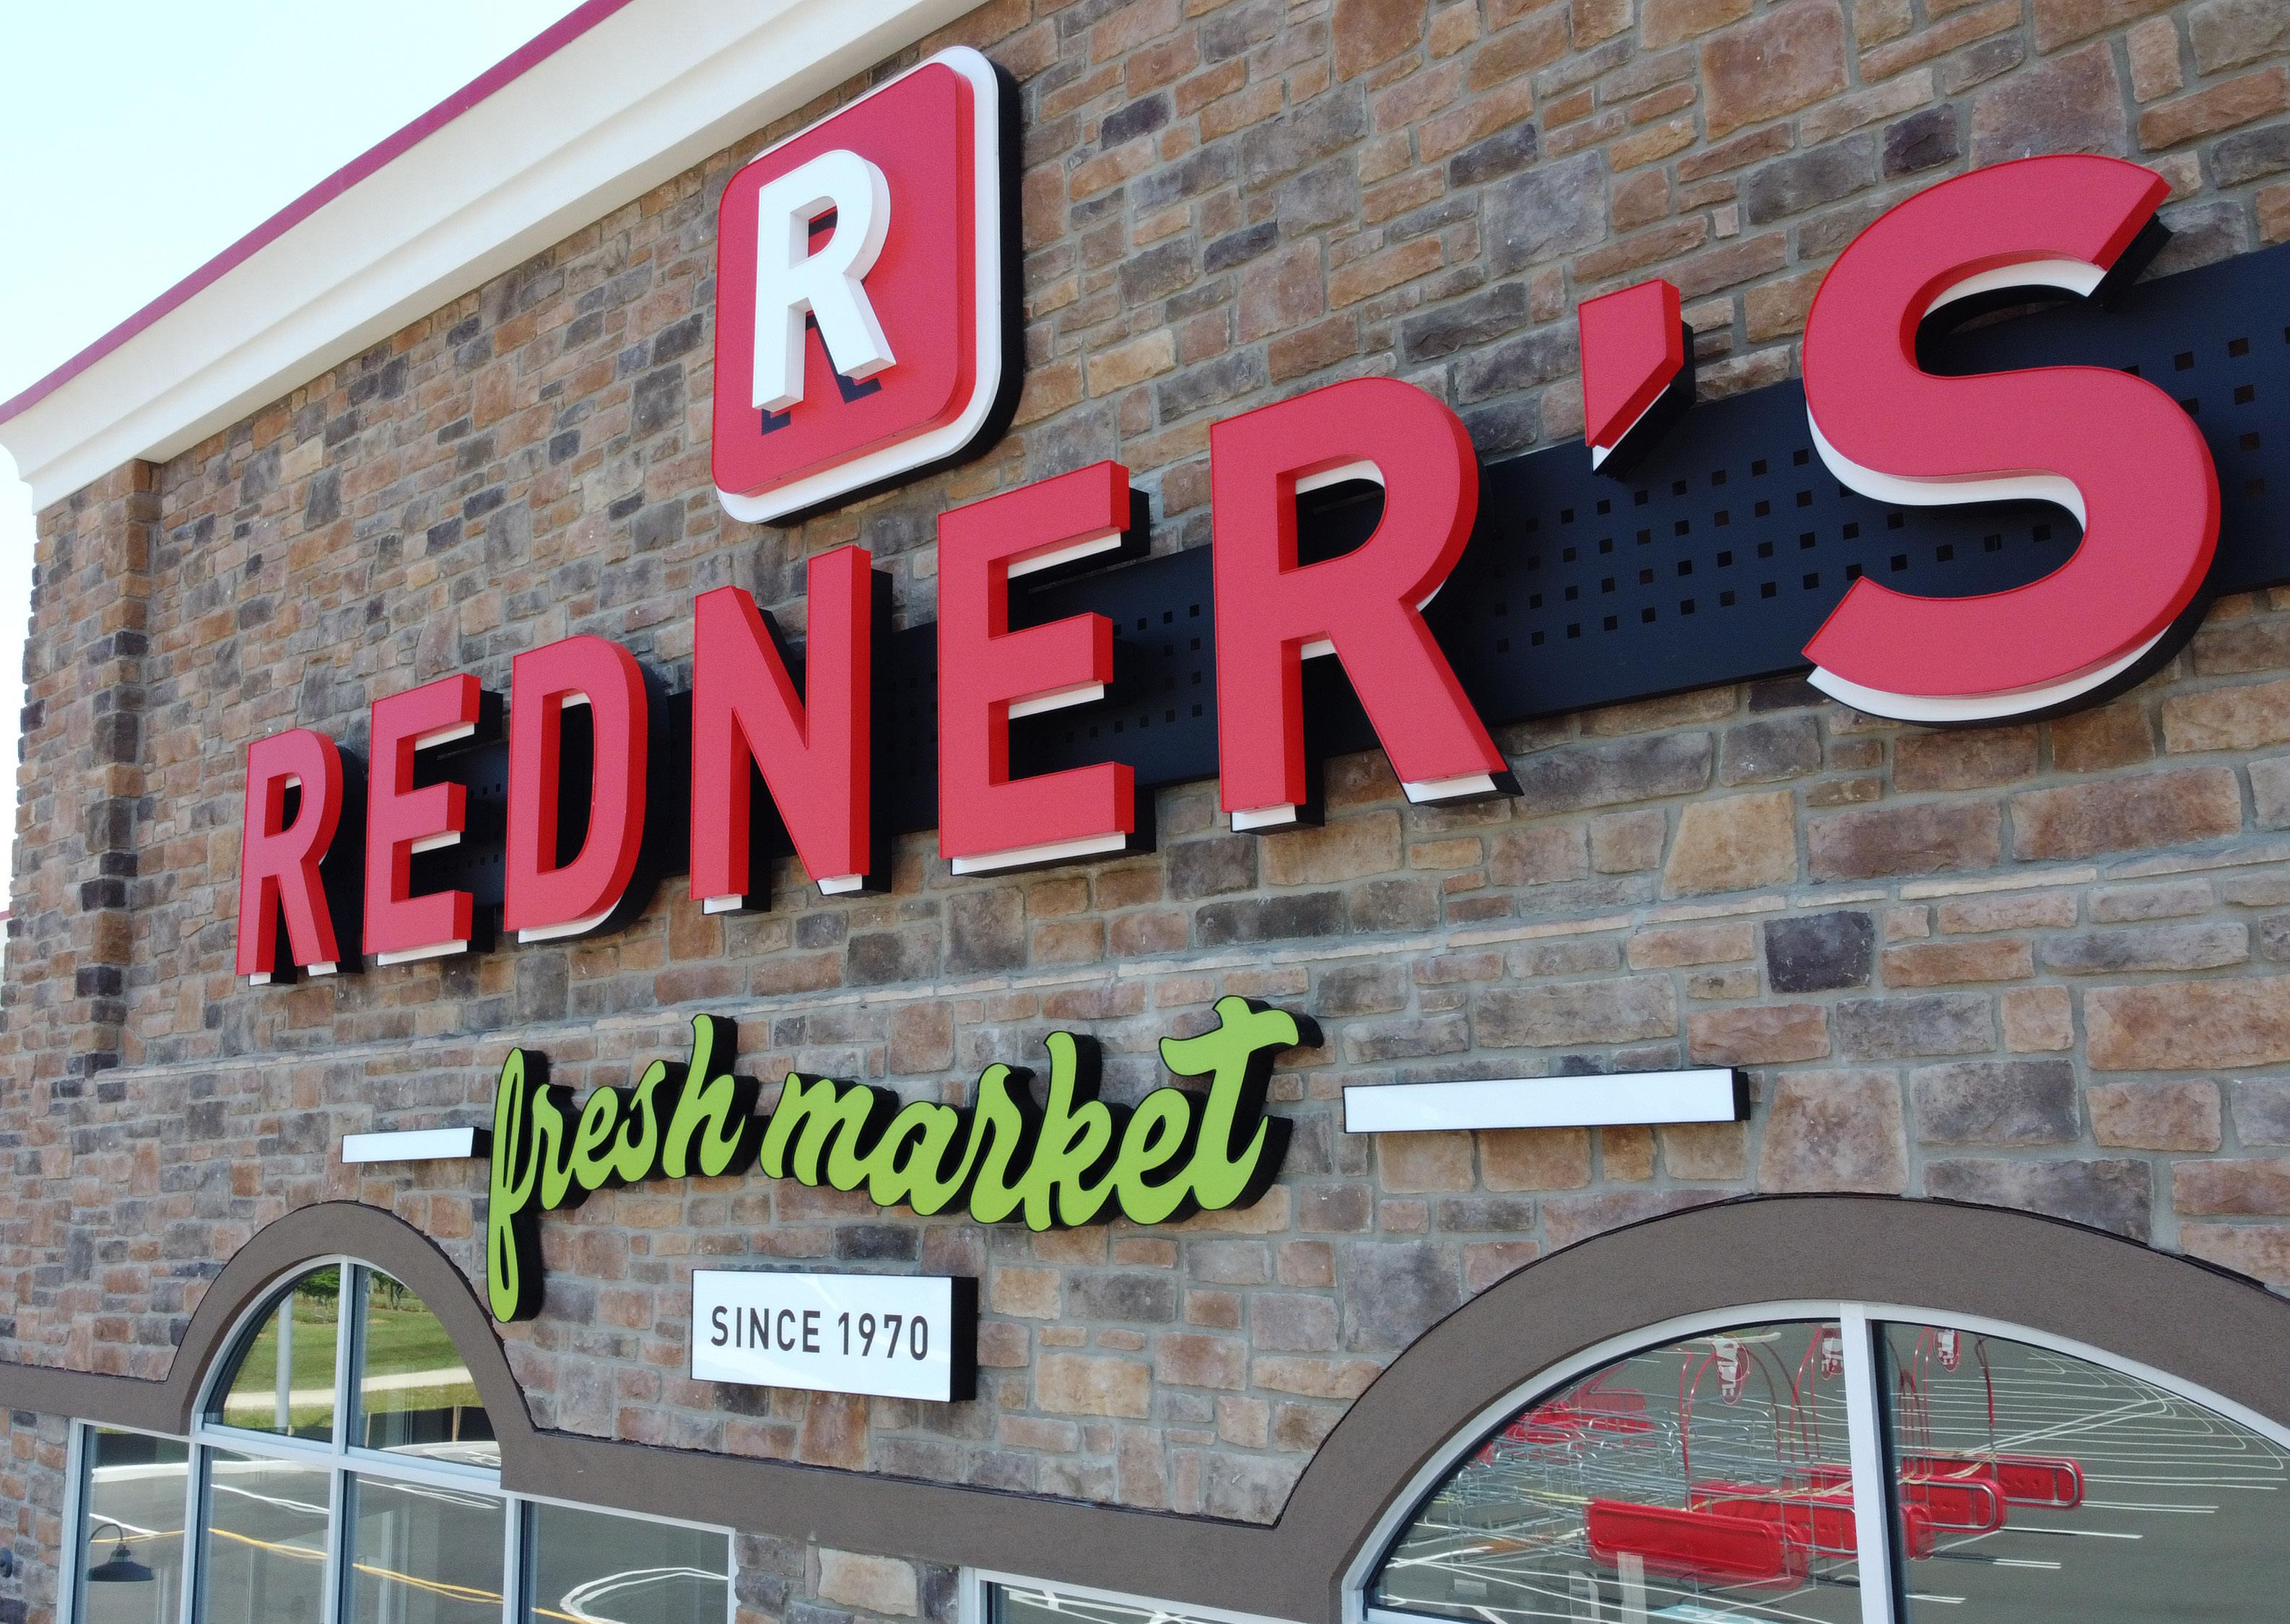 R
REDNER'S
fresh market
SINCE 1970